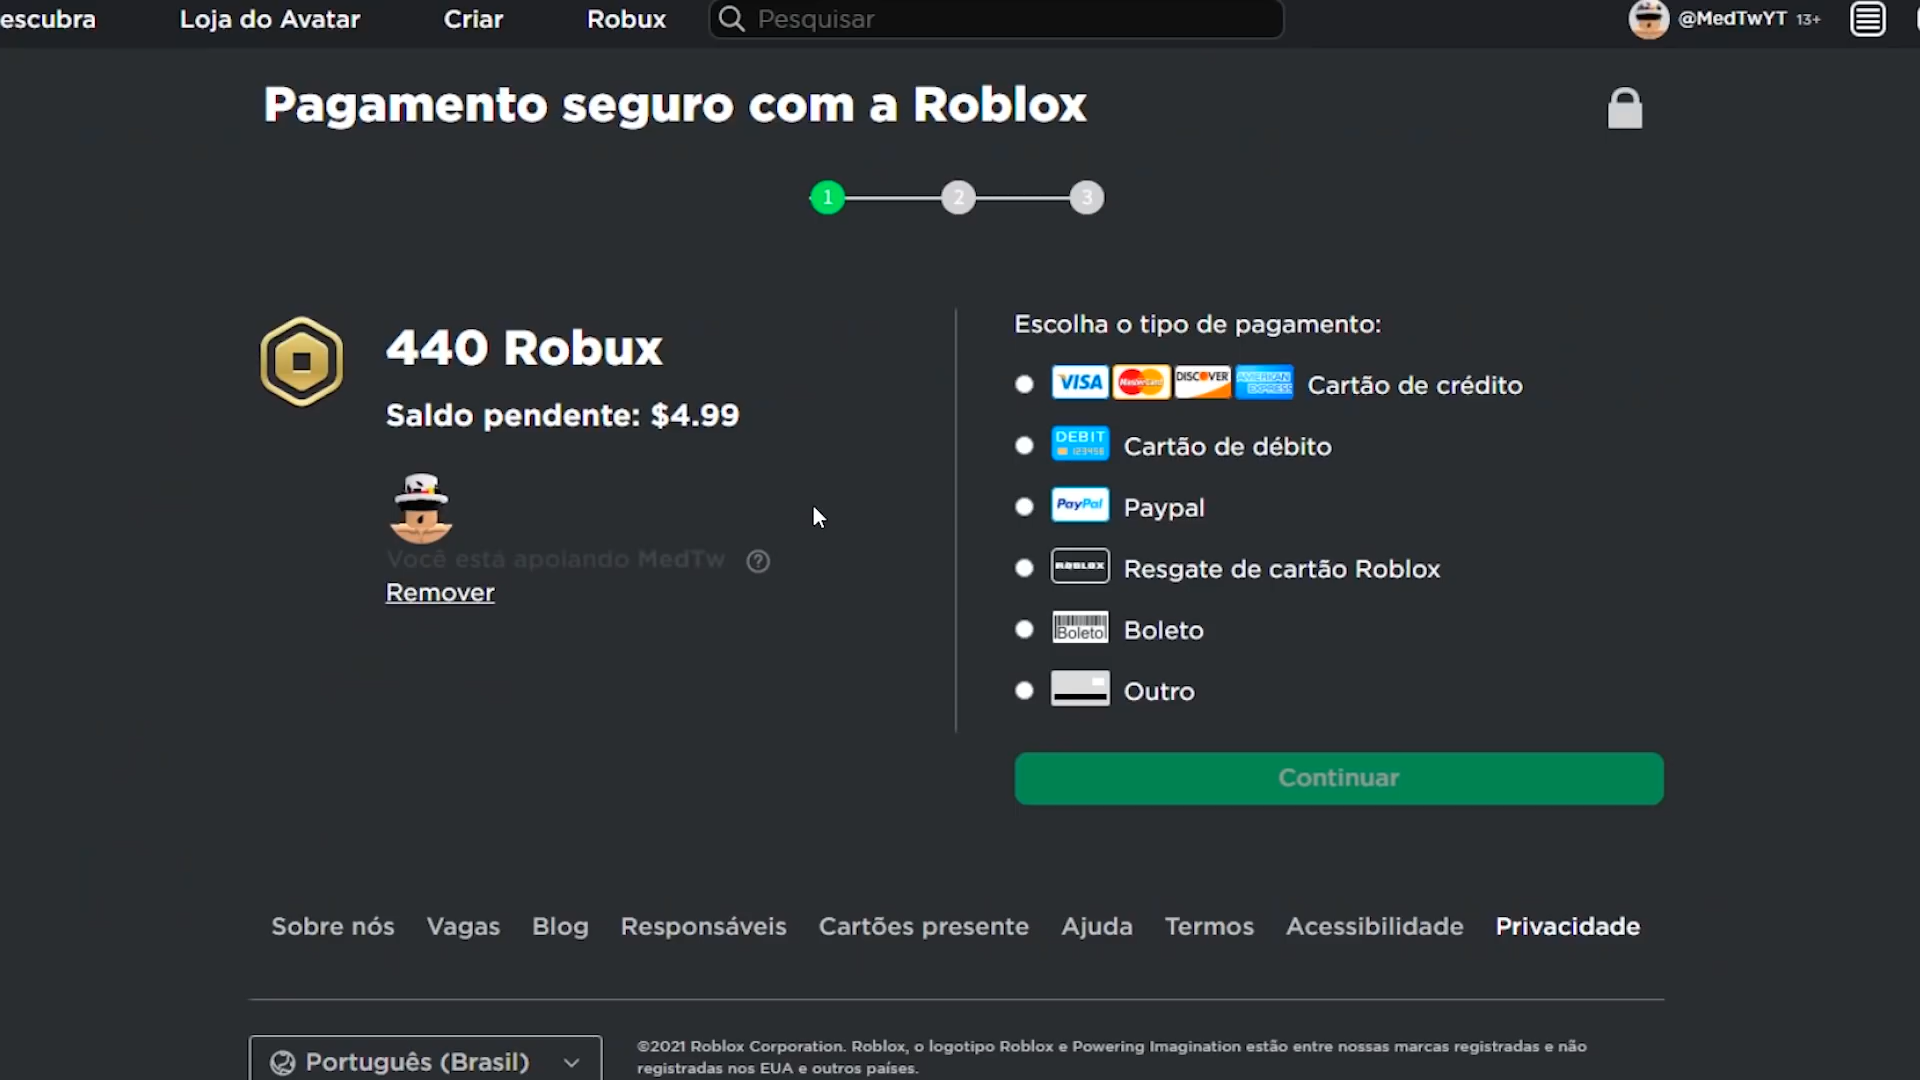 escubra Loja do Avatar Criar Robux Pesquisar @MedTwYT 13+
Pagamento seguro com a Roblox
1 2 3
440 Robux
Saldo pendente: $4.99
Você está apoiando MedTw ?
Remover
Escolha o tipo de pagamento:
VISA MasterCard DISCOVER AMERICAN EXPRESS Cartão de crédito
DEBIT 123456 Cartão de débito
PayPal Paypal
ROBLOX Resgate de cartão Roblox
Boleto Boleto
Outro
Continuar
Sobre nós Vagas Blog Responsáveis Cartões presente Ajuda Termos Acessibilidade Privacidade
Português (Brasil)
©2021 Roblox Corporation. Roblox, o logotipo Roblox e Powering Imagination estão entre nossas marcas registradas e não
registradas nos EUA e outros países.